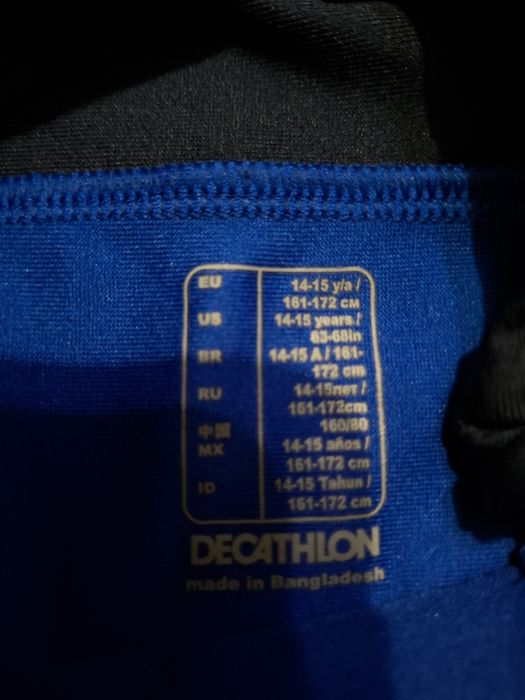 EU 14-15 y/a /
161-172 см
US 14-15 years /
63-68in
BR 14-15 A / 161-
172 cm
RU 14-15лет /
161-172cm
中国 160/80
MX 14-15 años /
161-172 cm
ID 14-15 Tahun /
161-172 cm
DECATHLON
made in Bangladesh